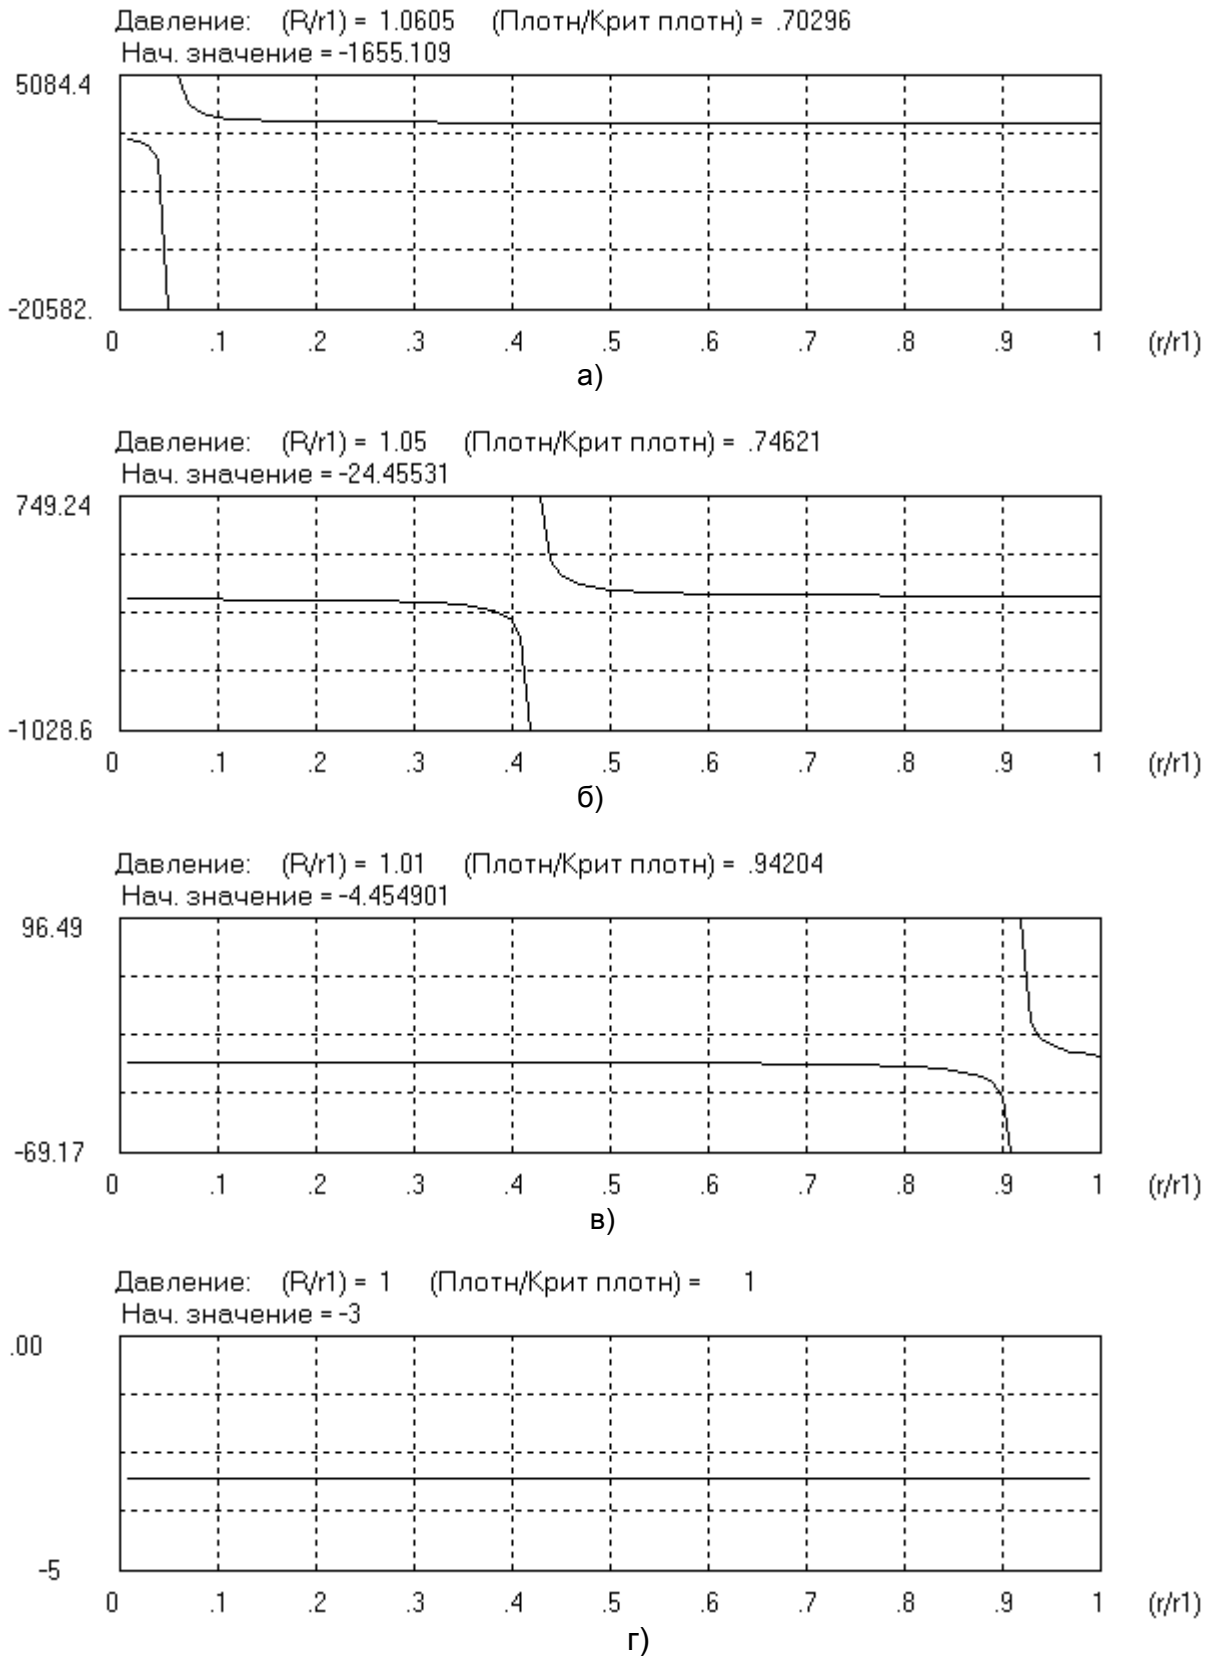 Давление: (R/r1) = 1.0605 (Плотн/Крит плотн) = .70296
Нач. значение = -1655.109
5084.4
-20582.
0 .1 .2 .3 .4 .5 .6 .7 .8 .9 1 (r/r1)
а)
Давление: (R/r1) = 1.05 (Плотн/Крит плотн) = .74621
Нач. значение = -24.45531
749.24
-1028.6
0 .1 .2 .3 .4 .5 .6 .7 .8 .9 1 (r/r1)
б)
Давление: (R/r1) = 1.01 (Плотн/Крит плотн) = .94204
Нач. значение = -4.454901
96.49
-69.17
0 .1 .2 .3 .4 .5 .6 .7 .8 .9 1 (r/r1)
в)
Давление: (R/r1) = 1 (Плотн/Крит плотн) = 1
Нач. значение = -3
.00
-5
0 .1 .2 .3 .4 .5 .6 .7 .8 .9 1 (r/r1)
г)